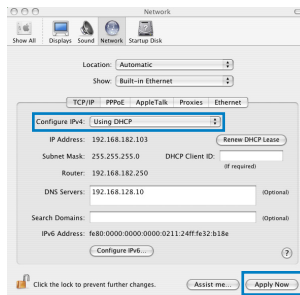 Network
Show All Displays Sound Network Startup Disk
Location: Automatic
Show: Built-in Ethernet
TCP/IP PPPoE AppleTalk Proxies Ethernet
Configure IPv4: Using DHCP
IP Address: 192.168.182.103 Renew DHCP Lease
Subnet Mask: 255.255.255.0 DHCP Client ID:
(If required)
Router: 192.168.182.250
DNS Servers: 192.168.128.10 (Optional)
Search Domains: (Optional)
IPv6 Address: fe80:0000:0000:0000:0211:24ff:fe32:b18e
Configure IPv6... ?
Click the lock to prevent further changes. Assist me... Apply Now